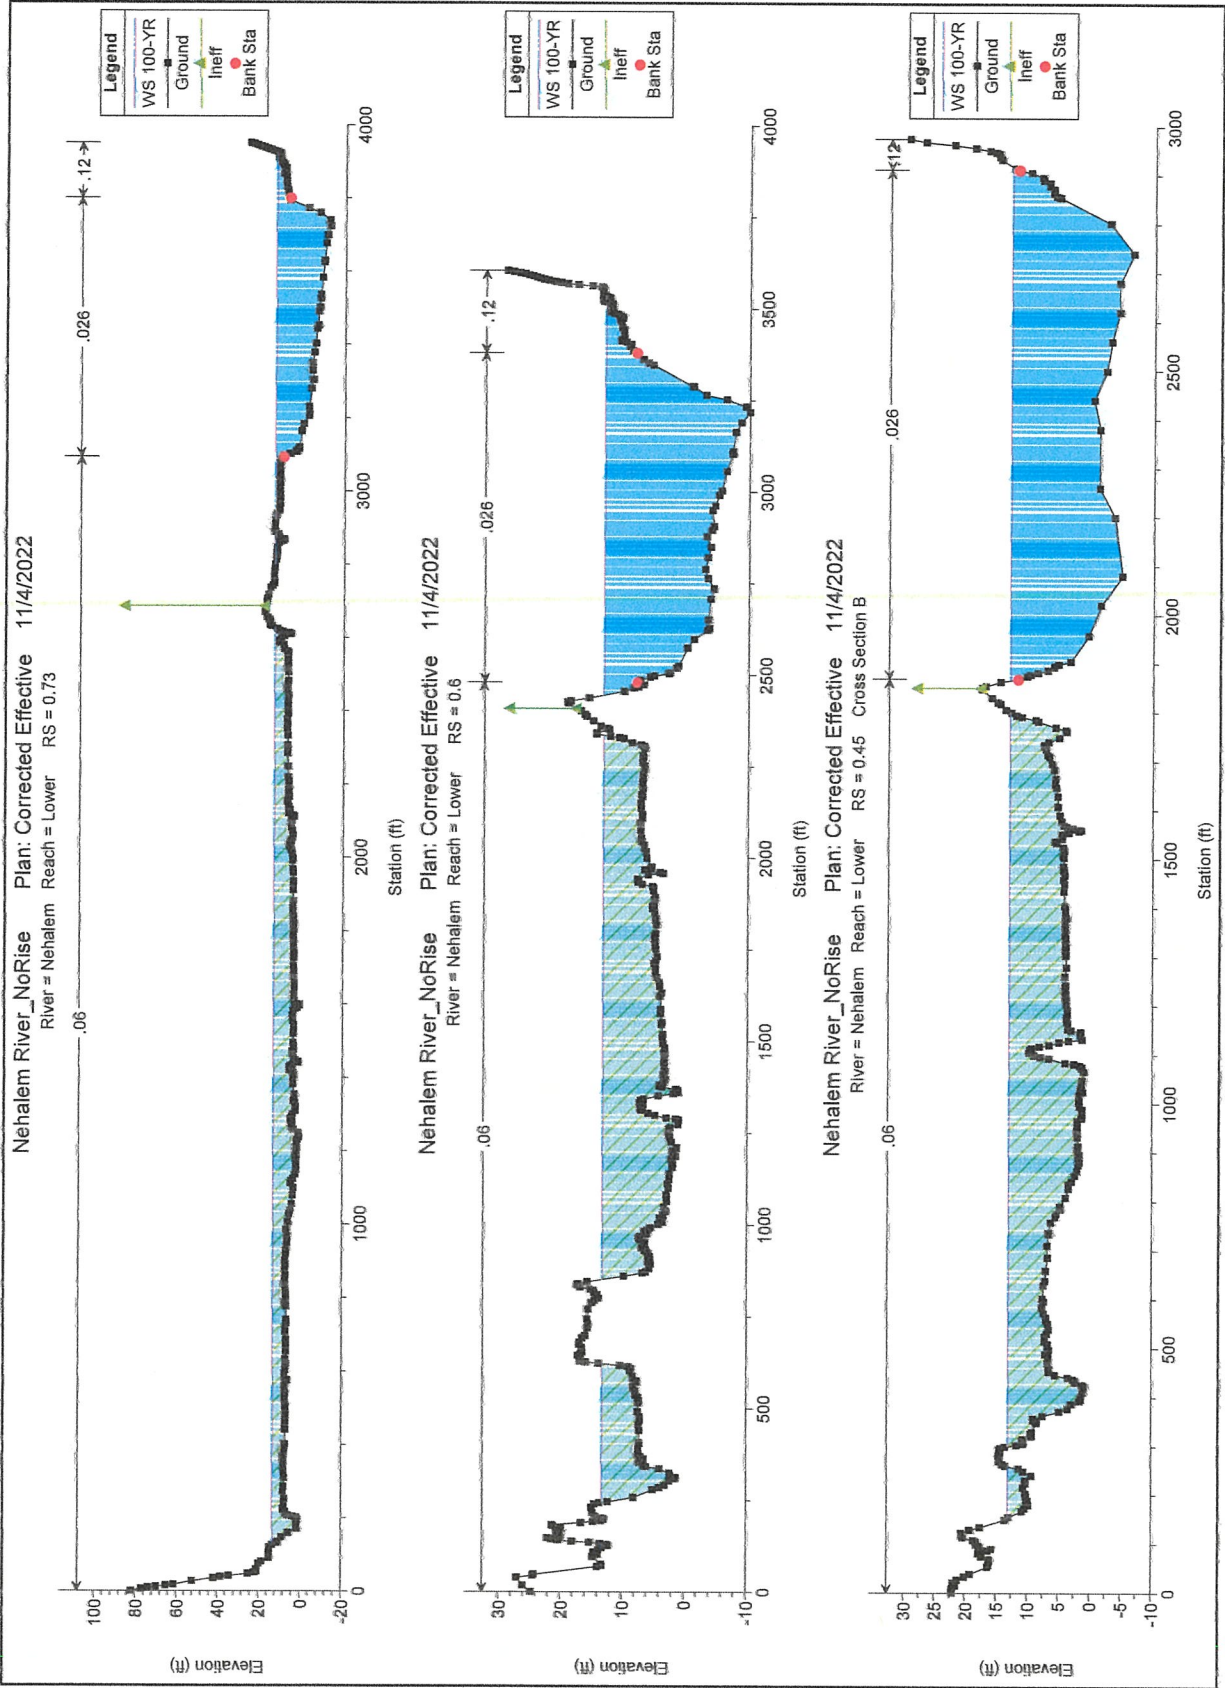 Nehalem River_NoRise Plan: Corrected Effective 11/4/2022
River = Nehalem Reach = Lower RS = 0.73
.06
.026
.12
Legend
WS 100-YR
Ground
Ineff
Bank Sta
Elevation (ft)
100
80
60
40
20
0
-20
0
1000
2000
3000
4000
Station (ft)
Nehalem River_NoRise Plan: Corrected Effective 11/4/2022
River = Nehalem Reach = Lower RS = 0.6
.06
.026
.12
Legend
WS 100-YR
Ground
Ineff
Bank Sta
Elevation (ft)
30
20
10
0
-10
0
500
1000
1500
2000
2500
3000
3500
4000
Station (ft)
Nehalem River_NoRise Plan: Corrected Effective 11/4/2022
River = Nehalem Reach = Lower RS = 0.45 Cross Section B
.06
.026
.12
Legend
WS 100-YR
Ground
Ineff
Bank Sta
Elevation (ft)
30
25
20
15
10
5
0
-5
-10
0
500
1000
1500
2000
2500
3000
Station (ft)